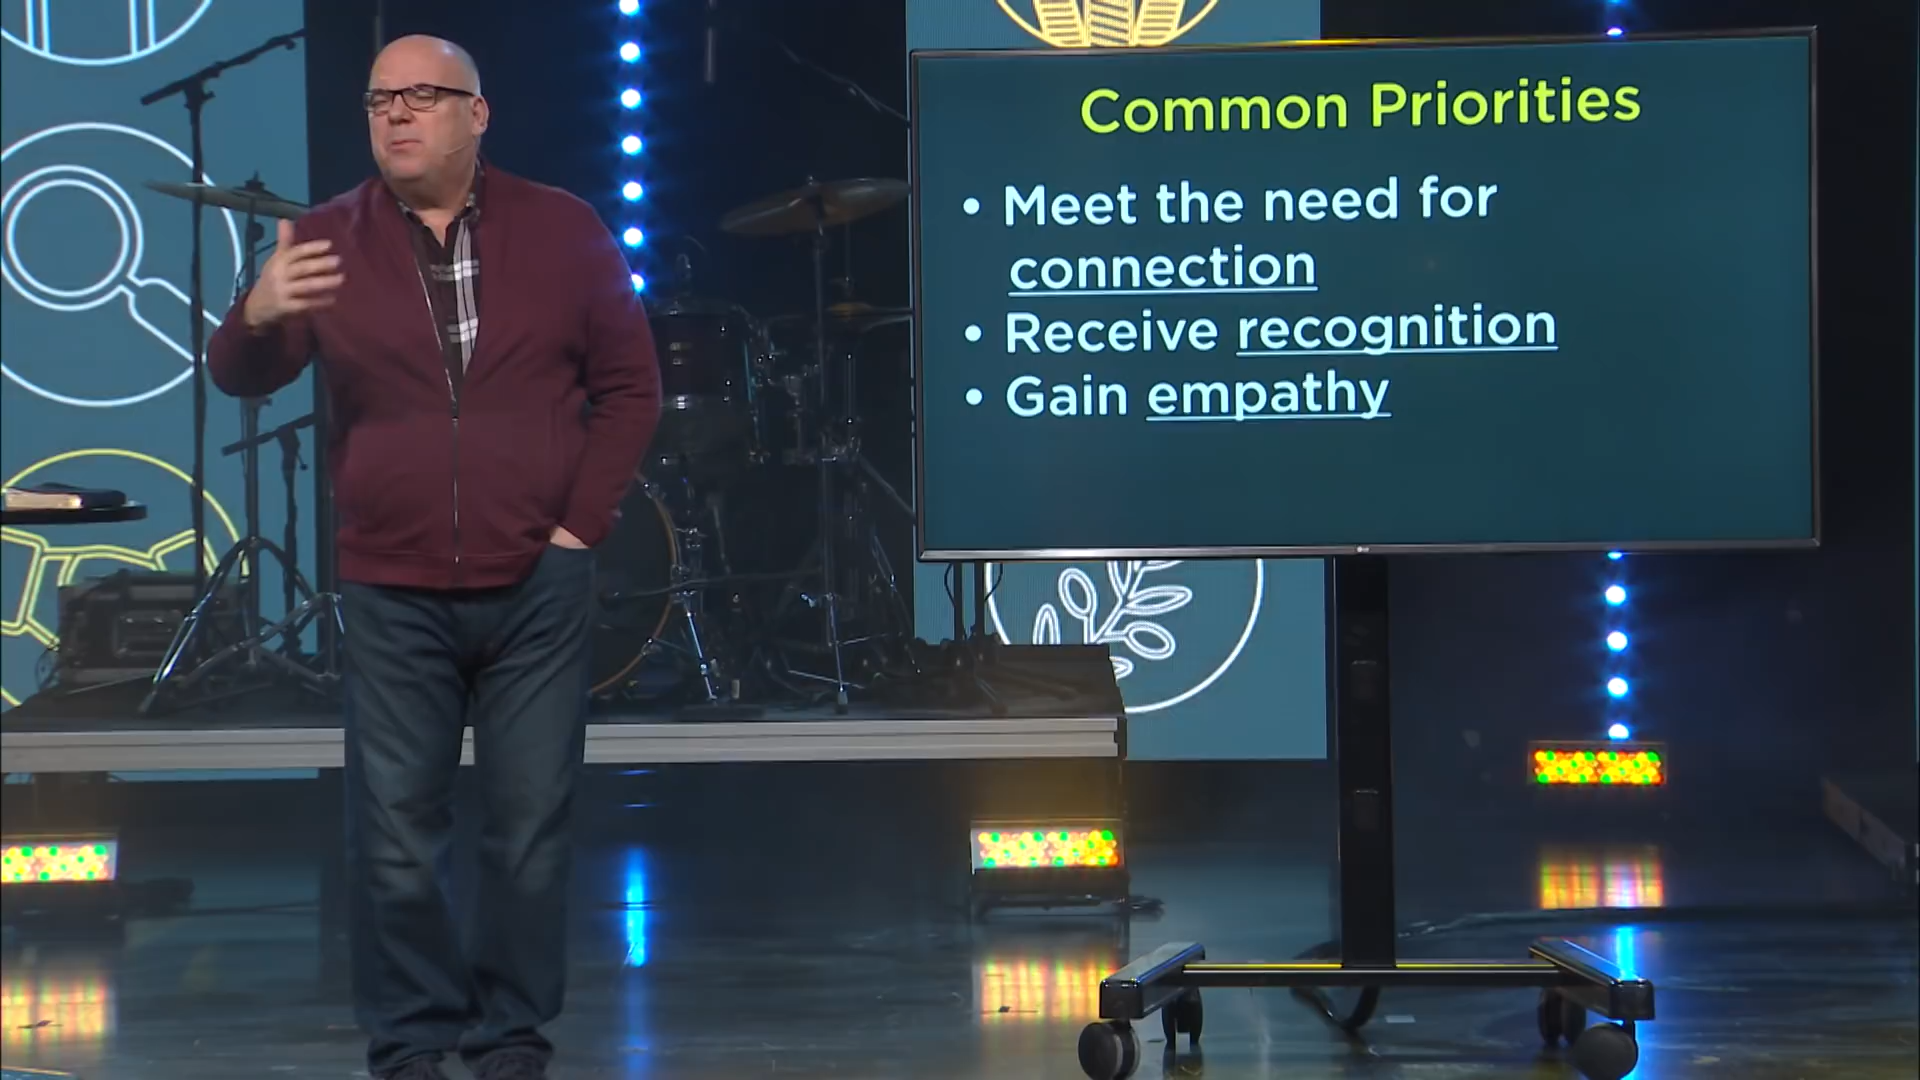 Common Priorities
• Meet the need for
connection
• Receive recognition
• Gain empathy